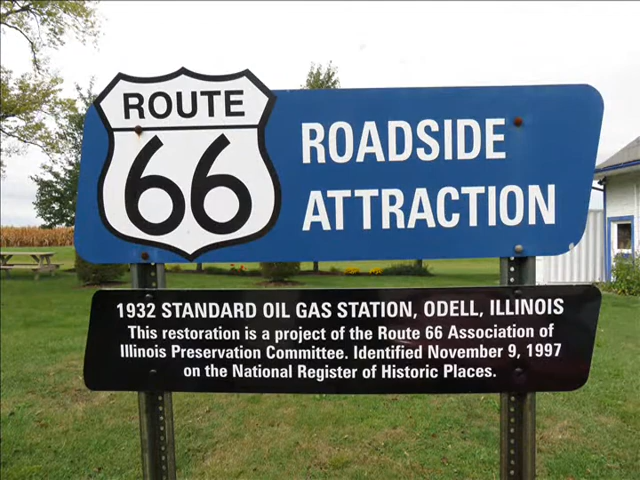 ROUTE
66
ROADSIDE
ATTRACTION
1932 STANDARD OIL GAS STATION, ODELL, ILLINOIS
This restoration is a project of the Route 66 Association of
Illinois Preservation Committee. Identified November 9, 1997
on the National Register of Historic Places.